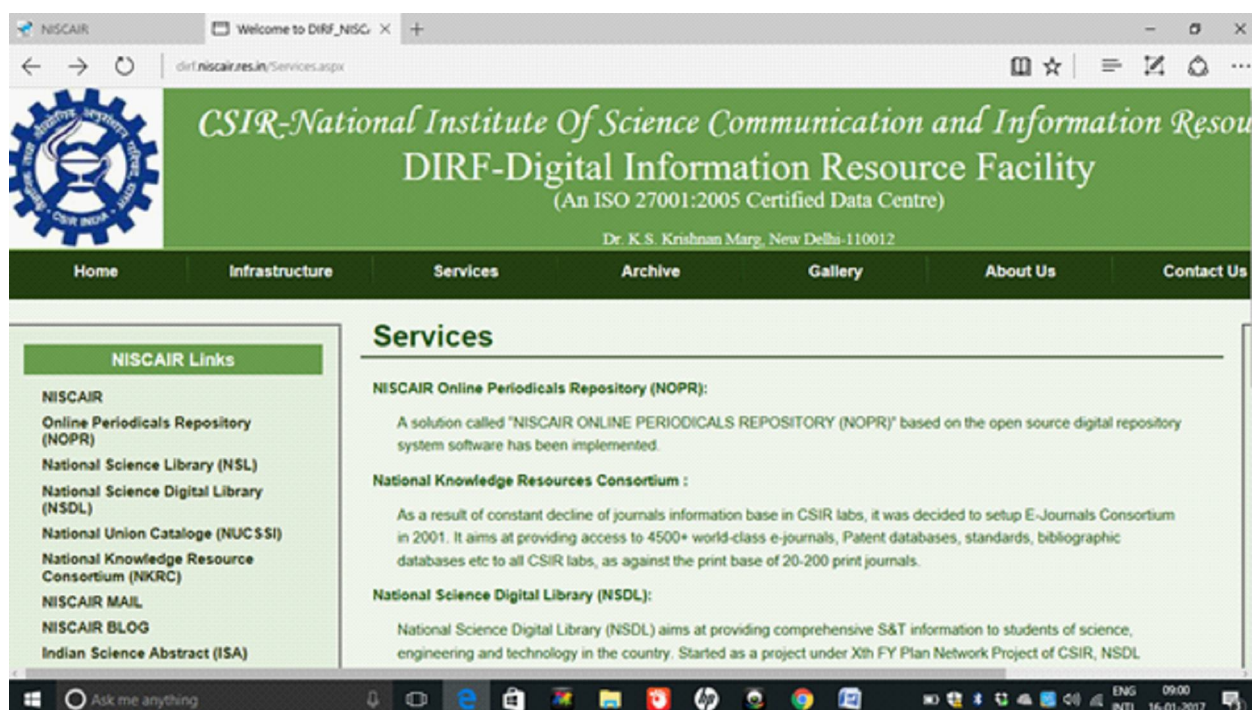 NISCAIR
Welcome to DIRF_NISC
dirf.niscair.res.in/Services.aspx
CSIR-National Institute Of Science Communication and Information Resou
DIRF-Digital Information Resource Facility
(An ISO 27001:2005 Certified Data Centre)
Dr. K.S. Krishnan Marg, New Delhi-110012
CSIR INDIA
Home Infrastructure Services Archive Gallery About Us Contact Us
NISCAIR Links
NISCAIR
Online Periodicals Repository
(NOPR)
National Science Library (NSL)
National Science Digital Library
(NSDL)
National Union Cataloge (NUCSSI)
National Knowledge Resource
Consortium (NKRC)
NISCAIR MAIL
NISCAIR BLOG
Indian Science Abstract (ISA)
Services
NISCAIR Online Periodicals Repository (NOPR):
A solution called "NISCAIR ONLINE PERIODICALS REPOSITORY (NOPR)" based on the open source digital repository
system software has been implemented.
National Knowledge Resources Consortium :
As a result of constant decline of journals information base in CSIR labs, it was decided to setup E-Journals Consortium
in 2001. It aims at providing access to 4500+ world-class e-journals, Patent databases, standards, bibliographic
databases etc to all CSIR labs, as against the print base of 20-200 print journals.
National Science Digital Library (NSDL):
National Science Digital Library (NSDL) aims at providing comprehensive S&T information to students of science,
engineering and technology in the country. Started as a project under Xth FY Plan Network Project of CSIR, NSDL
Ask me anything
ENG 09:00
INTL 16-01-2017